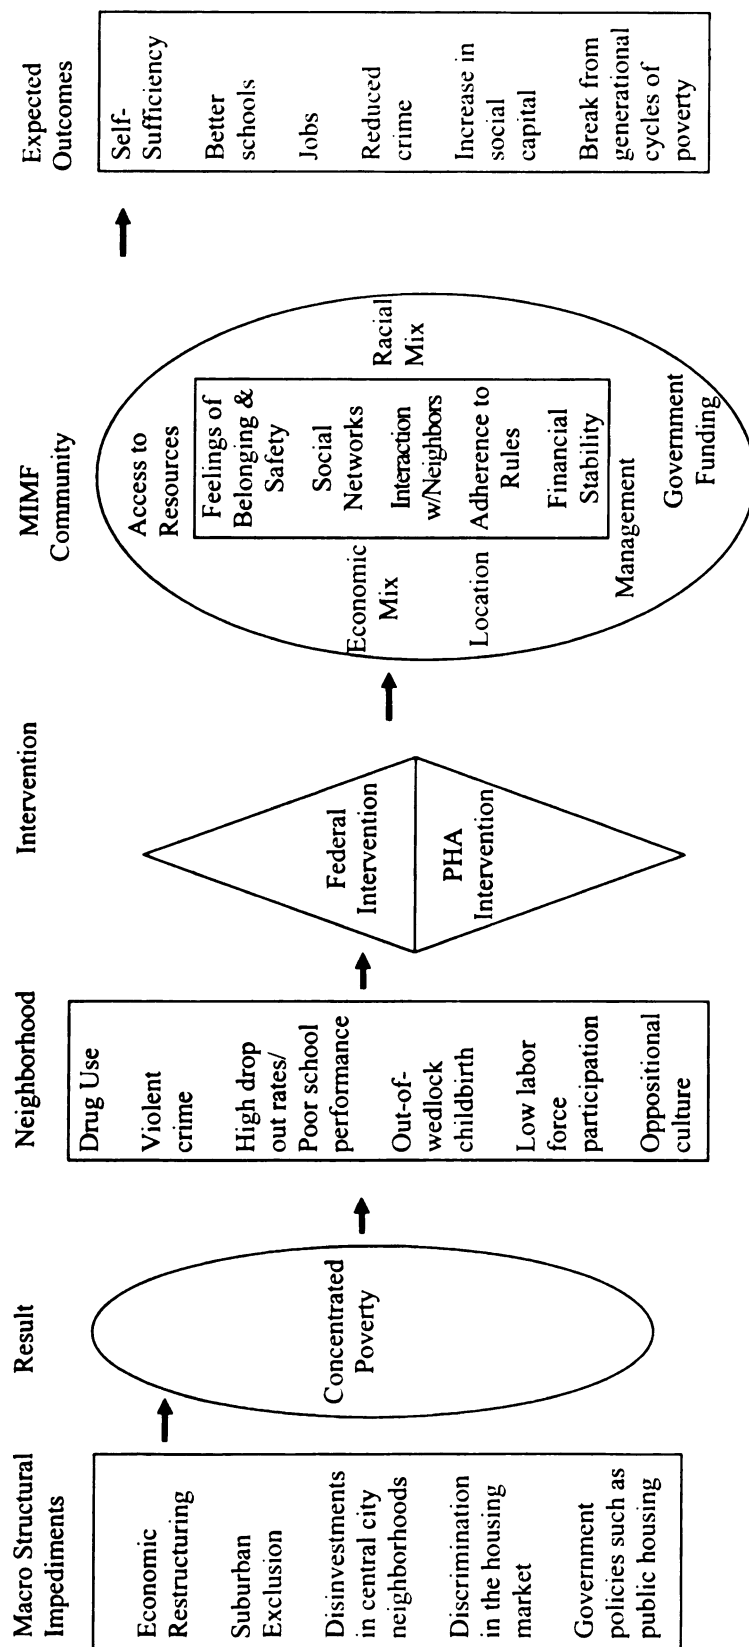 Macro Structural
Impediments
Economic
Restructuring
Suburban
Exclusion
Disinvestments
in central city
neighborhoods
Discrimination
in the housing
market
Government
policies such as
public housing
Result
Concentrated
Poverty
Neighborhood
Drug Use
Violent
crime
High drop
out rates/
Poor school
performance
Out-of-
wedlock
childbirth
Low labor
force
participation
Oppositional
culture
Intervention
Federal
Intervention
PHA
Intervention
MIMF
Community
Access to
Resources
Economic
Mix
Location
Feelings of
Belonging &
Safety
Social
Networks
Interaction
w/Neighbors
Adherence to
Rules
Financial
Stability
Racial
Mix
Management
Government
Funding
Expected
Outcomes
Self-
Sufficiency
Better
schools
Jobs
Reduced
crime
Increase in
social
capital
Break from
generational
cycles of
poverty